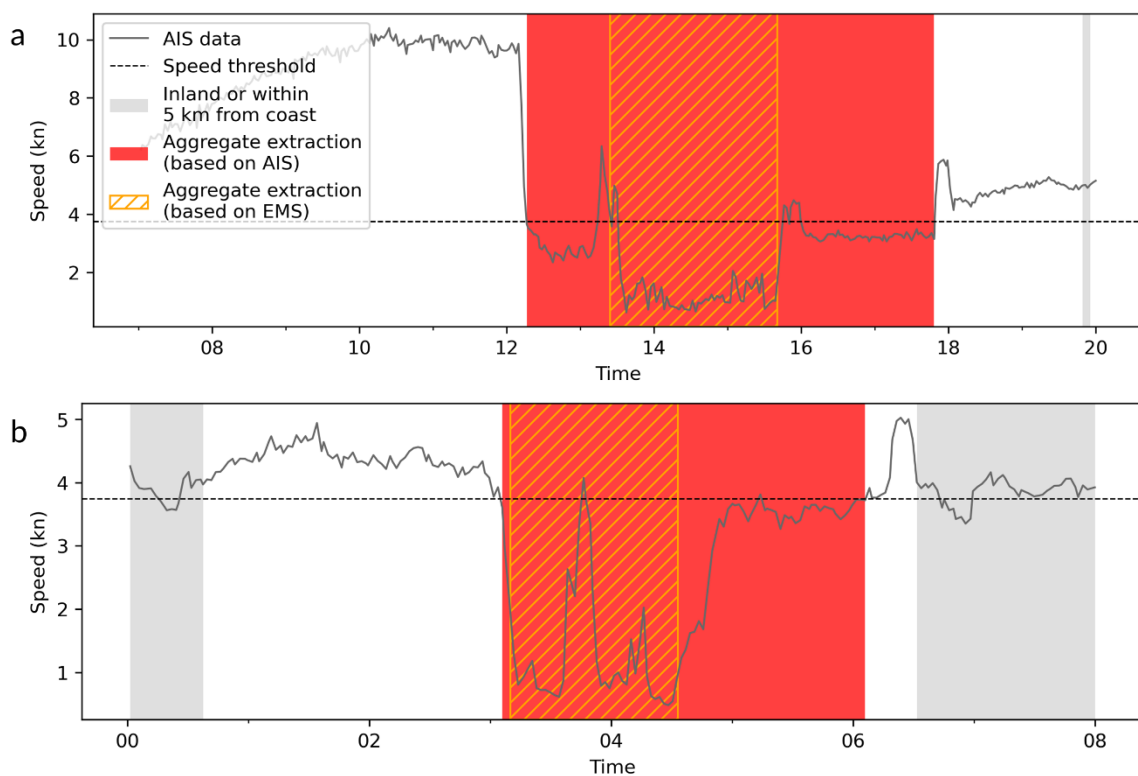 a
10
8
6
4
2
Speed (kn)
AIS data
Speed threshold
Inland or within
5 km from coast
Aggregate extraction
(based on AIS)
Aggregate extraction
(based on EMS)
08 10 12 14 16 18 20
Time
b
5
4
3
2
1
Speed (kn)
00 02 04 06 08
Time